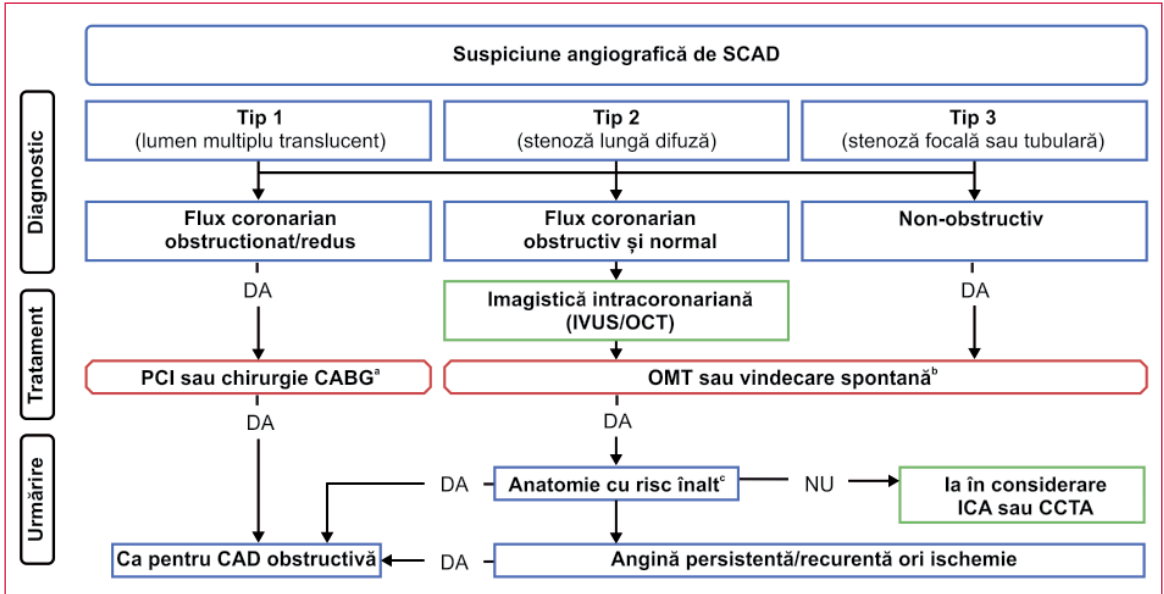 Suspiciune angiografică de SCAD
Diagnostic
Tip 1
(lumen multiplu translucent)
Tip 2
(stenoză lungă difuză)
Tip 3
(stenoză focală sau tubulară)
Flux coronarian
obstructionat/redus
Flux coronarian
obstructiv și normal
Non-obstructiv
DA
DA
Tratament
Imagistică intracoronariană
(IVUS/OCT)
PCI sau chirurgie CABGª
OMT sau vindecare spontanăᵇ
DA
DA
Urmărire
DA
Anatomie cu risc înaltᶜ
NU
Ia în considerare
ICA sau CCTA
Ca pentru CAD obstructivă
DA
Angină persistentă/recurentă ori ischemie